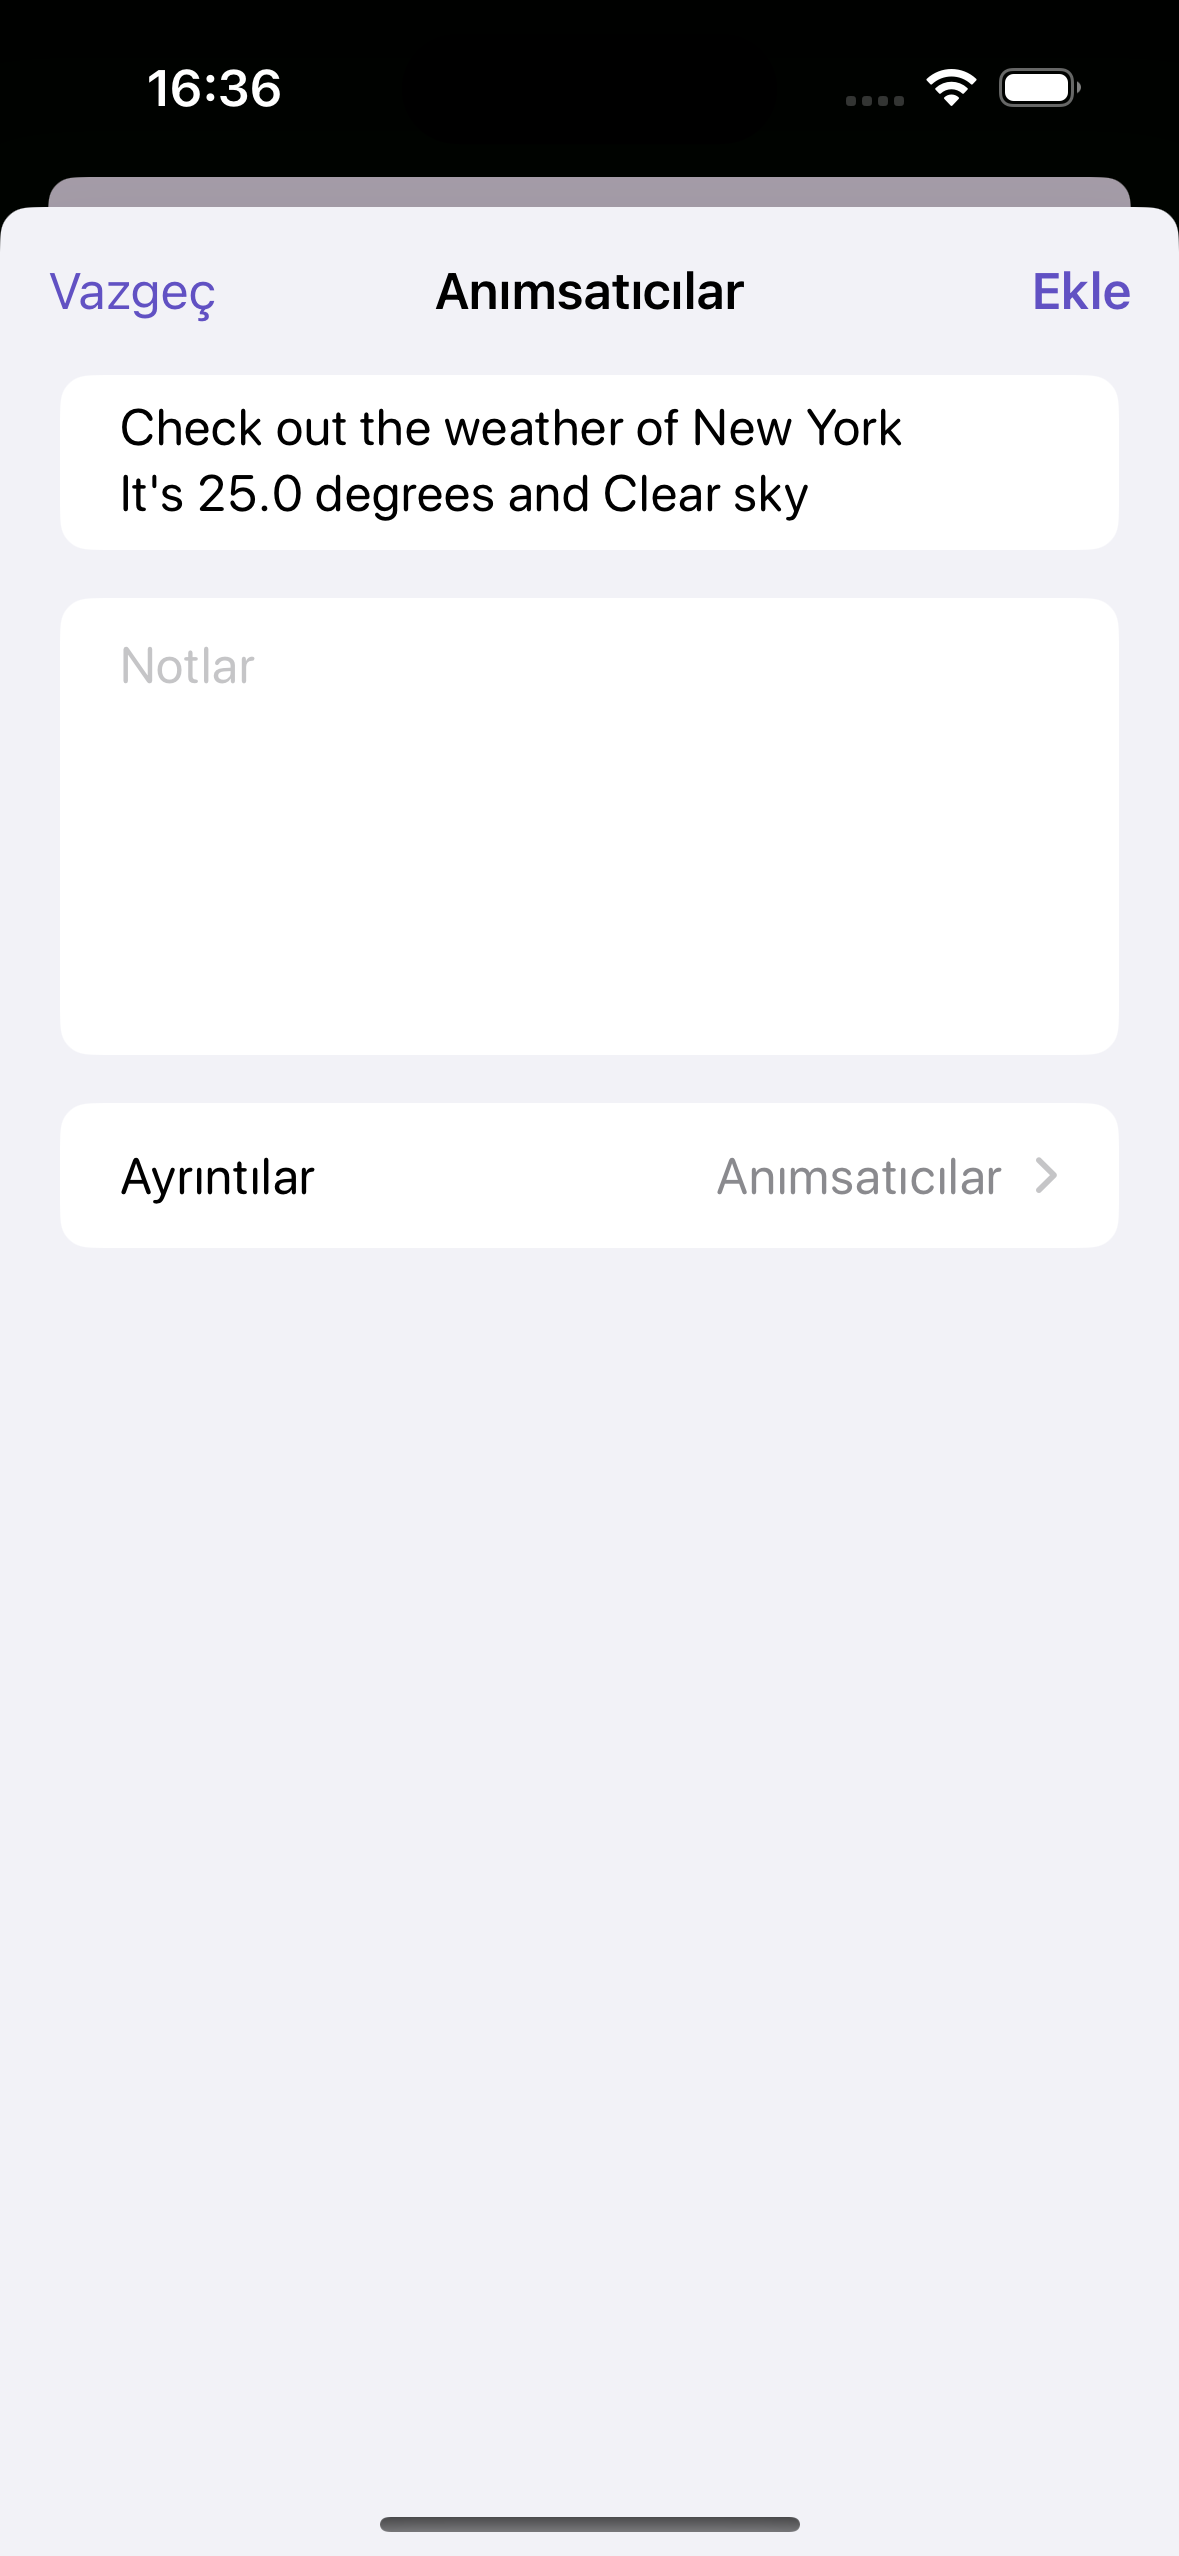 16:36
Vazgeç
Anımsatıcılar
Ekle
Check out the weather of New York
It's 25.0 degrees and Clear sky
Notlar
Ayrıntılar
Anımsatıcılar